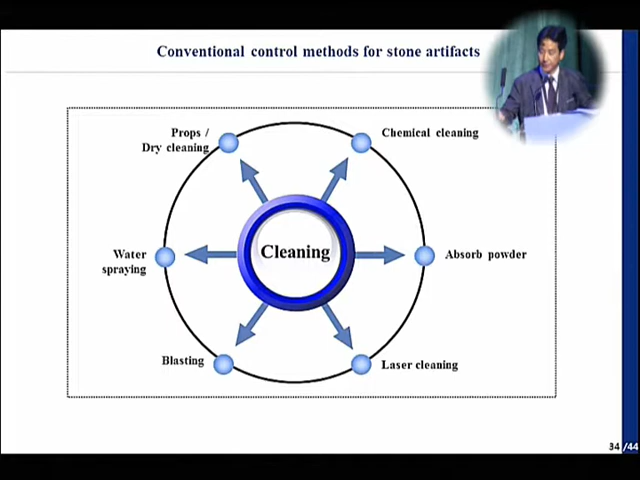 Conventional control methods for stone artifacts
Props /
Dry cleaning
Chemical cleaning
Water
spraying
Cleaning
Absorb powder
Blasting
Laser cleaning
34 /44